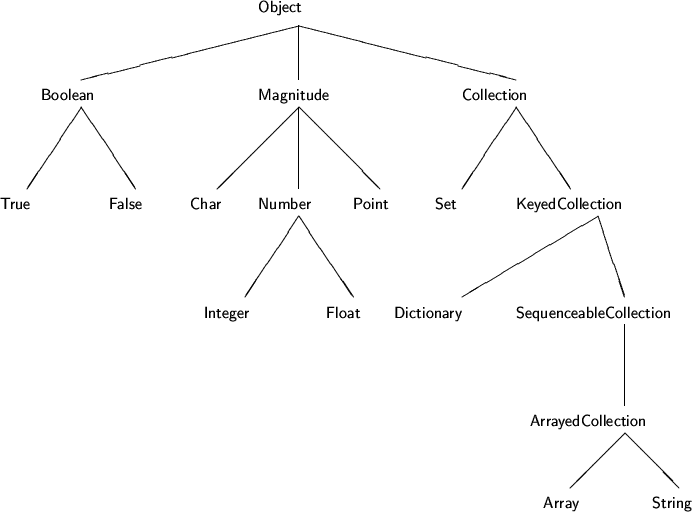 Object
Boolean Magnitude Collection
True False Char Number Point Set KeyedCollection
Integer Float Dictionary SequenceableCollection
ArrayedCollection
Array String